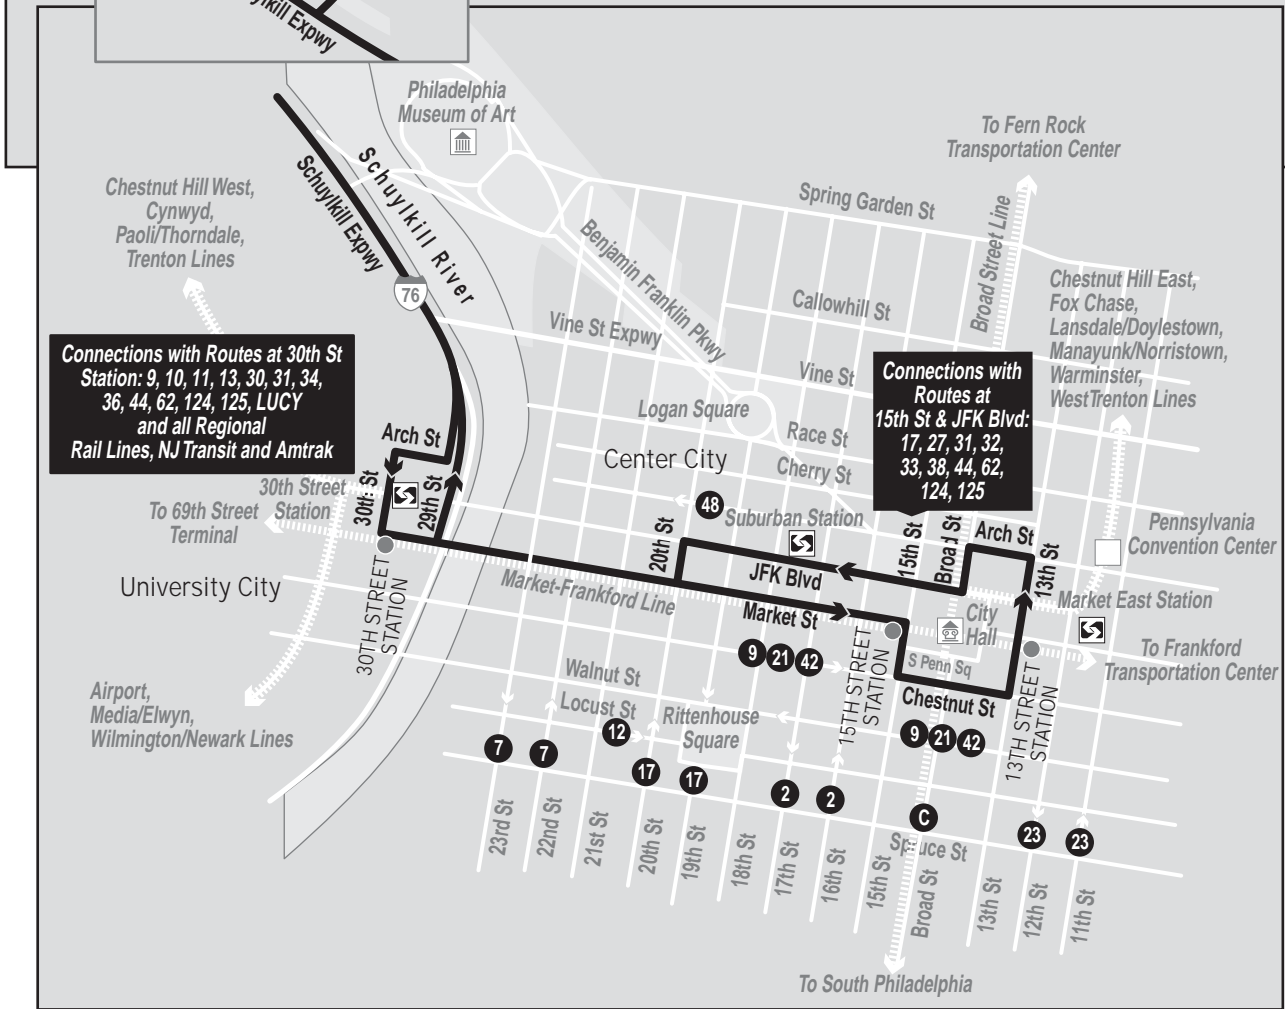 Schuylkill Expwy
Philadelphia
Museum of Art
To Fern Rock
Transportation Center
Chestnut Hill West,
Cynwyd,
Paoli/Thorndale,
Trenton Lines
Schuylkill Expwy
Schuylkill River
76
Spring Garden St
Benjamin Franklin Pkwy
Broad Street Line
Chestnut Hill East,
Fox Chase,
Lansdale/Doylestown,
Manayunk/Norristown,
Warminster,
WestTrenton Lines
Callowhill St
Vine St Expwy
Vine St
Connections with Routes at 30th St
Station: 9, 10, 11, 13, 30, 31, 34,
36, 44, 62, 124, 125, LUCY
and all Regional
Rail Lines, NJ Transit and Amtrak
Connections with
Routes at
15th St & JFK Blvd:
17, 27, 31, 32,
33, 38, 44, 62,
124, 125
Logan Square
Race St
Cherry St
Center City
Arch St
30th St
29th St
30th Street
Station
To 69th Street
Terminal
48
Suburban Station
20th St
JFK Blvd
15th St
Broad St
Arch St
13th St
Pennsylvania
Convention Center
University City
30TH STREET
STATION
Market-Frankford Line
Market St
City
Hall
Market East Station
To Frankford
Transportation Center
9
21
42
15TH STREET
STATION
S Penn Sq
Chestnut St
13TH STREET
STATION
Walnut St
Locust St
Rittenhouse
Square
Airport,
Media/Elwyn,
Wilmington/Newark Lines
12
9
21
42
7
7
17
17
2
2
C
23
23
Spruce St
23rd St
22nd St
21st St
20th St
19th St
18th St
17th St
16th St
15th St
Broad St
13th St
12th St
11th St
To South Philadelphia